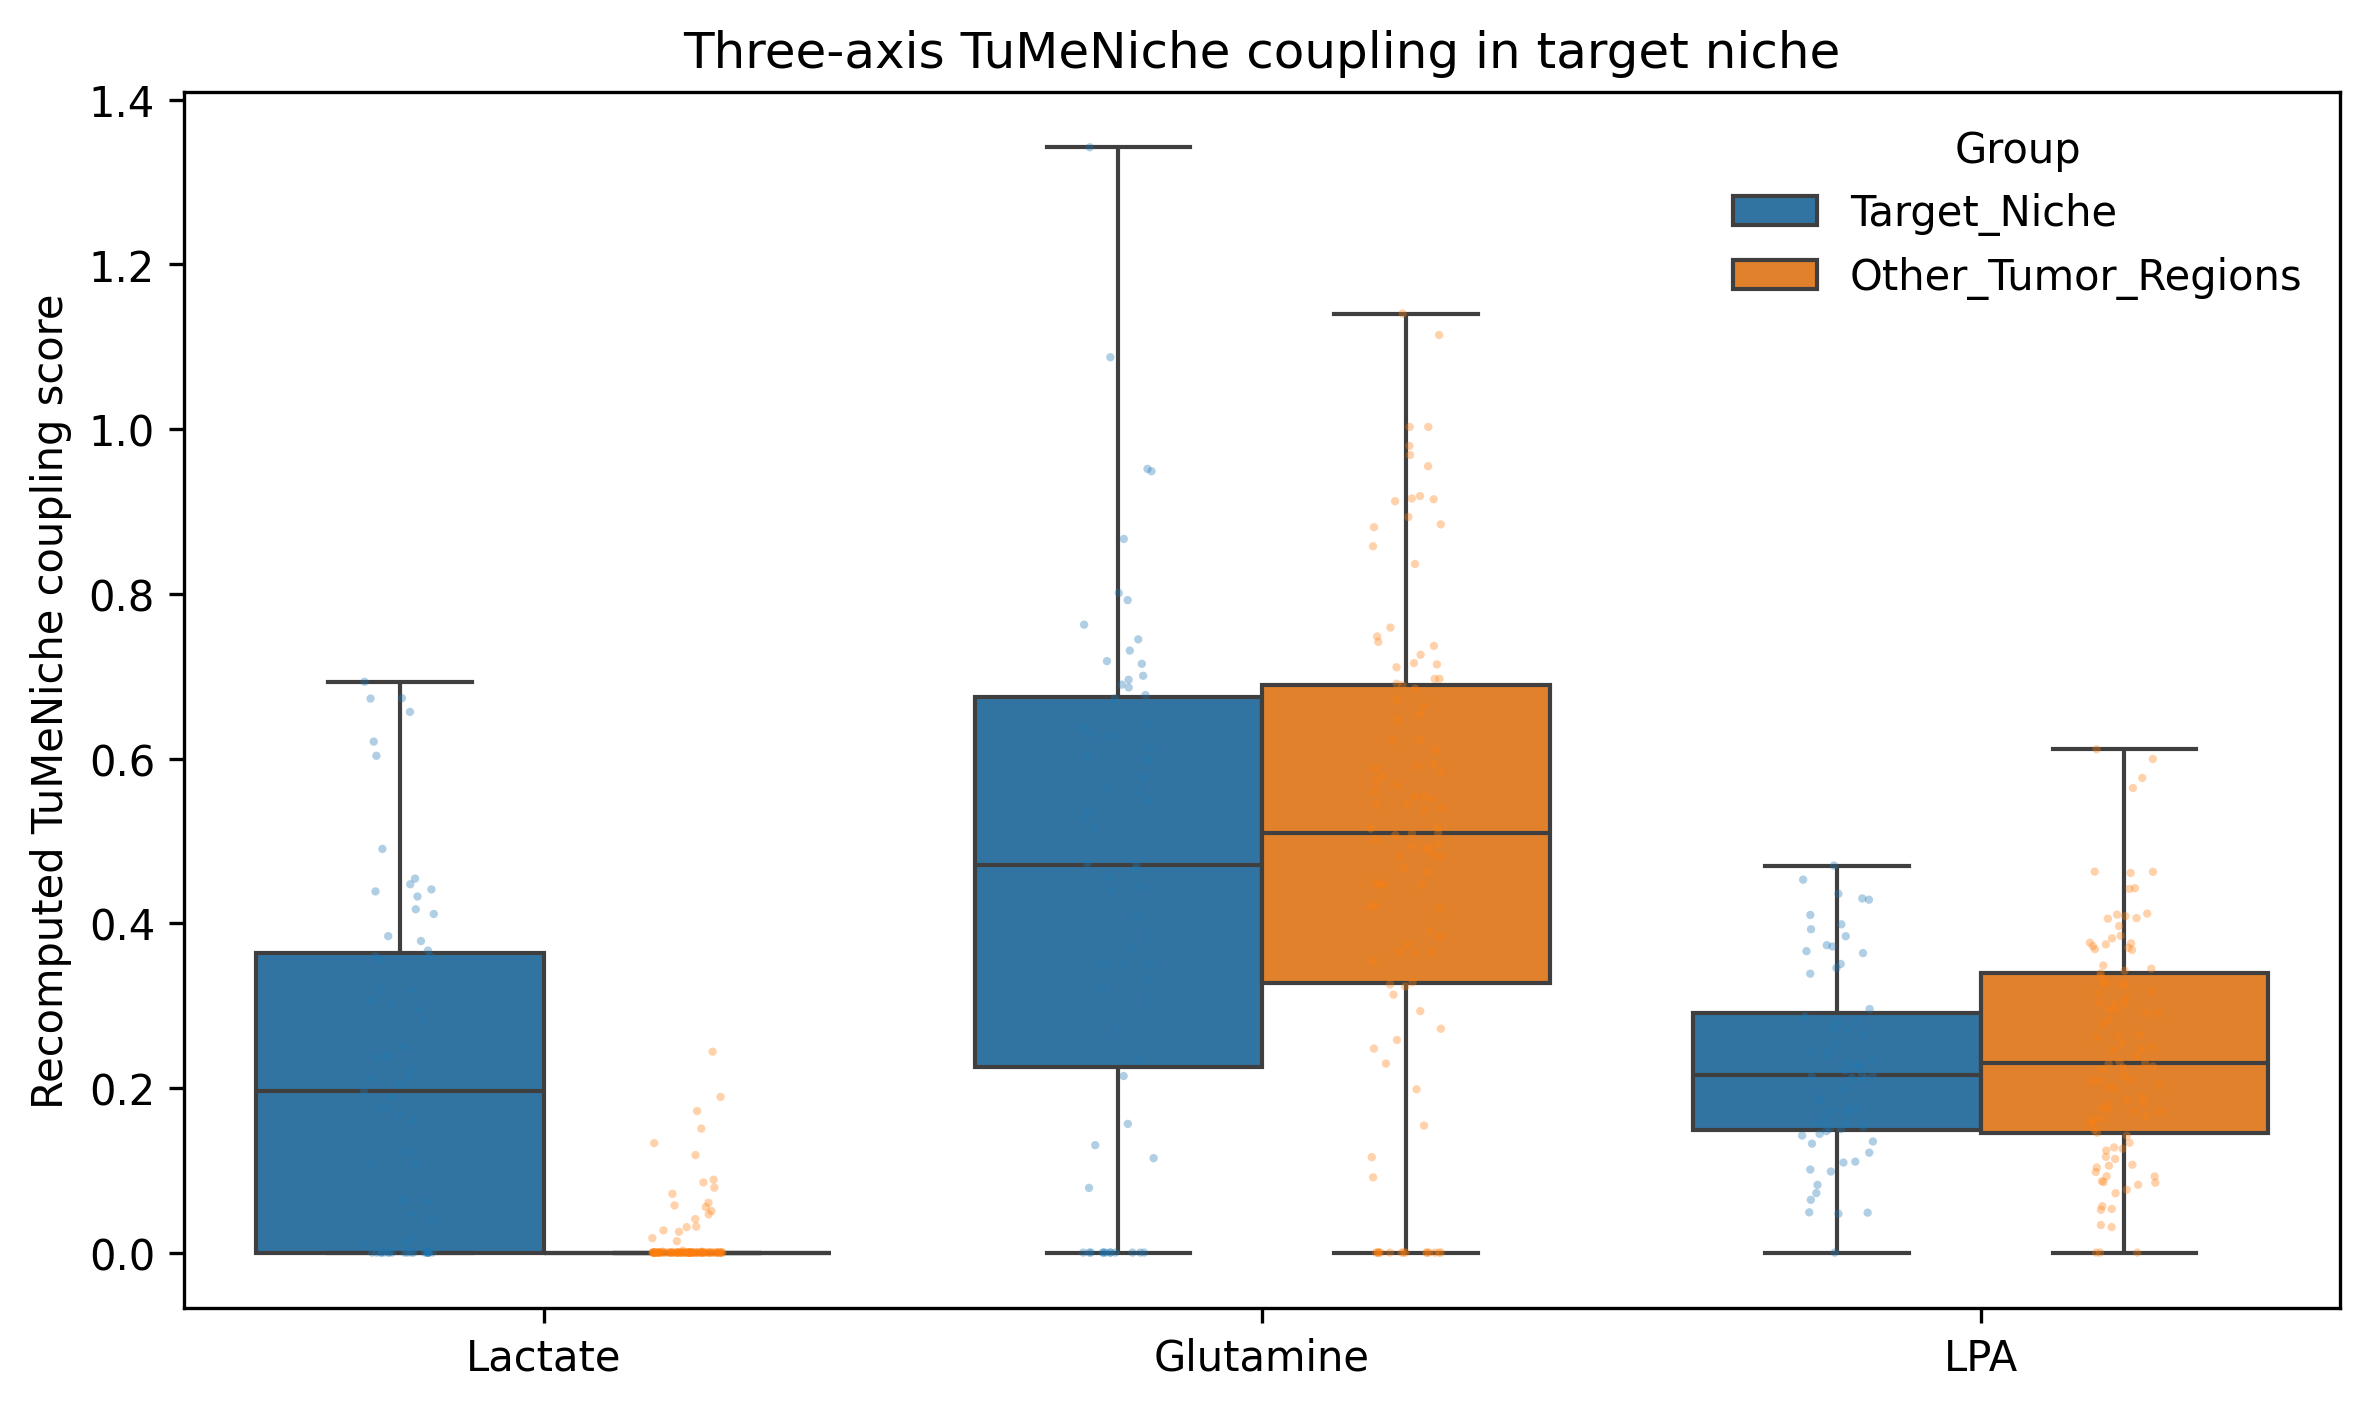 Three-axis TuMeNiche coupling in target niche
Recomputed TuMeNiche coupling score
1.4
1.2
1.0
0.8
0.6
0.4
0.2
0.0
Group
Target_Niche
Other_Tumor_Regions
Lactate
Glutamine
LPA